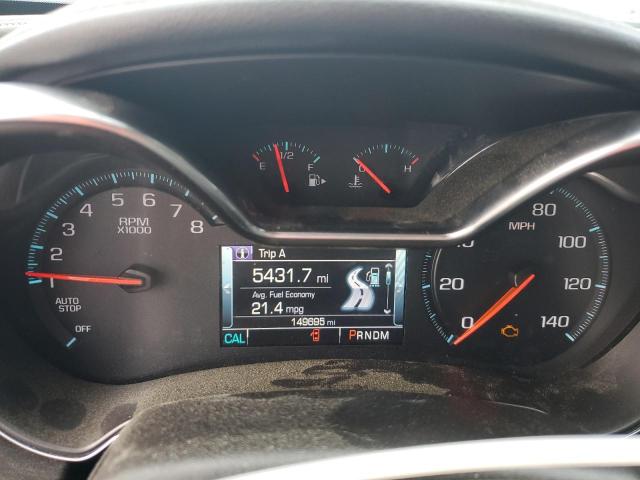 E 1/2 F
C H
1 2 3 4 5 6 7 8
RPM
X1000
AUTO
STOP
OFF
Trip A
5431.7 mi
Avg. Fuel Economy
21.4 mpg
149695 mi
CAL
PRNDM
0 20 80 100 120 140
MPH